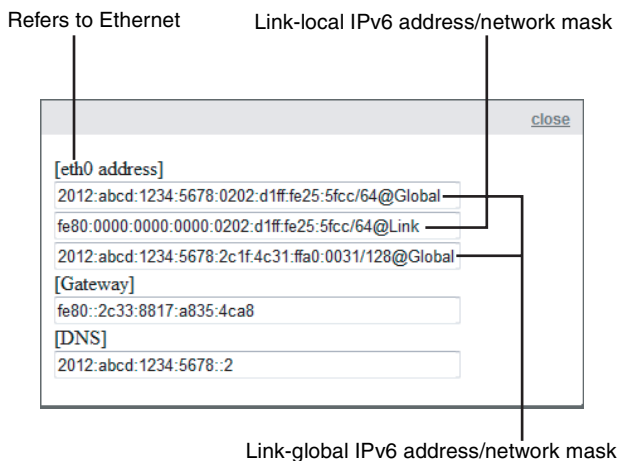 Refers to Ethernet
Link-local IPv6 address/network mask
close
[eth0 address]
2012:abcd:1234:5678:0202:d1ff:fe25:5fcc/64@Global
fe80:0000:0000:0000:0202:d1ff:fe25:5fcc/64@Link
2012:abcd:1234:5678:2c1f:4c31:ffa0:0031/128@Global
[Gateway]
fe80::2c33:8817:a835:4ca8
[DNS]
2012:abcd:1234:5678::2
Link-global IPv6 address/network mask